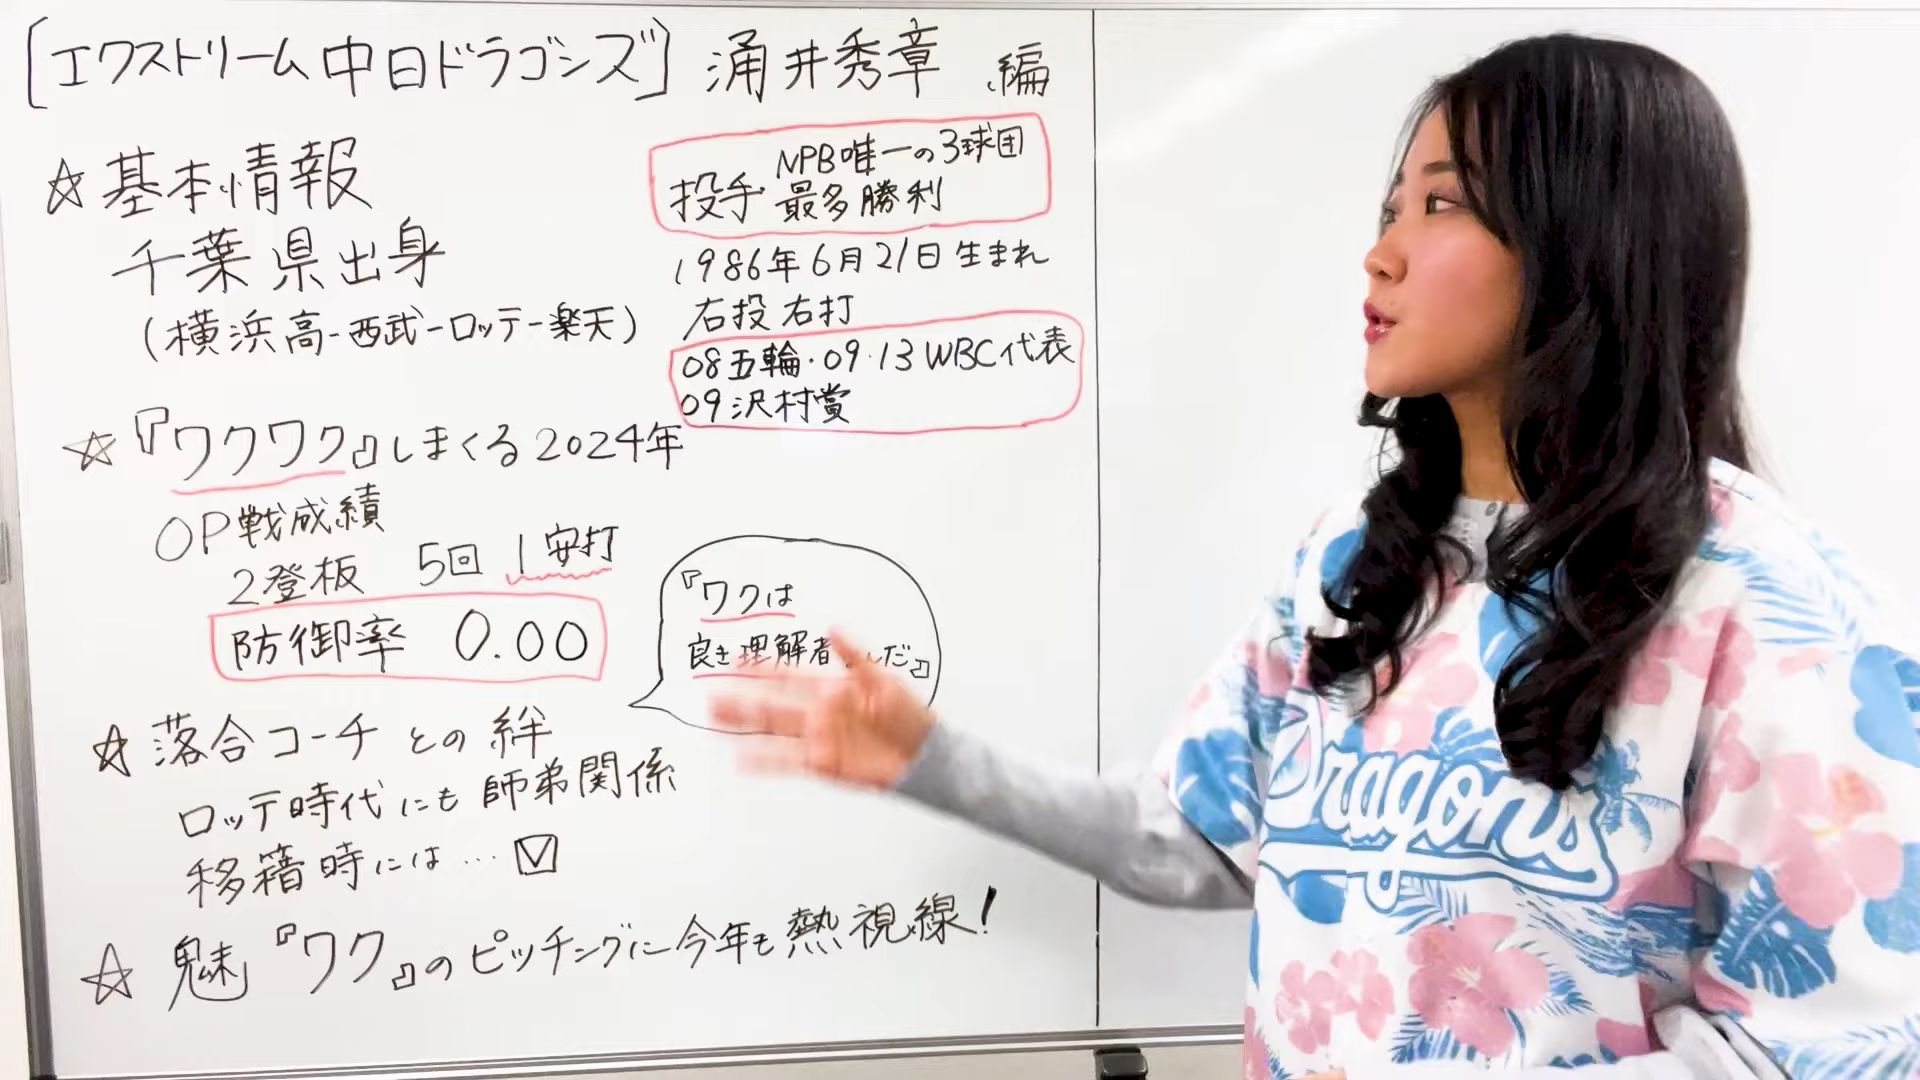 [エクストリーム中日ドラゴンズ] 涌井秀章 編
☆基本情報
千葉県出身
(横浜高-西武-ロッテ-楽天)
投手 NPB唯一の3球団
最多勝利
1986年6月21日生まれ
右投右打
08五輪・09・13 WBC代表
09沢村賞
☆『ワクワク』しまくる2024年
OP戦成績
2登板 5回 1安打
防御率 0.00
『ワクは
良き理解者 んだ』
☆落合コーチとの絆
ロッテ時代にも師弟関係
移籍時には…
☆魅『ワク』のピッチングに今年も熱視線!
Dragons